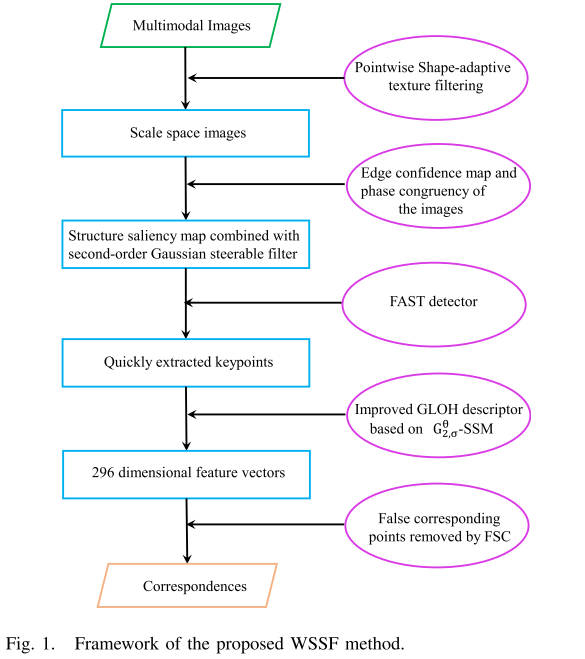 Multimodal Images
Pointwise Shape-adaptive
texture filtering
Scale space images
Edge confidence map and
phase congruency of
the images
Structure saliency map combined with
second-order Gaussian steerable filter
FAST detector
Quickly extracted keypoints
Improved GLOH descriptor
based on G^θ_{2,σ}-SSM
296 dimensional feature vectors
False corresponding
points removed by FSC
Correspondences
Fig. 1. Framework of the proposed WSSF method.